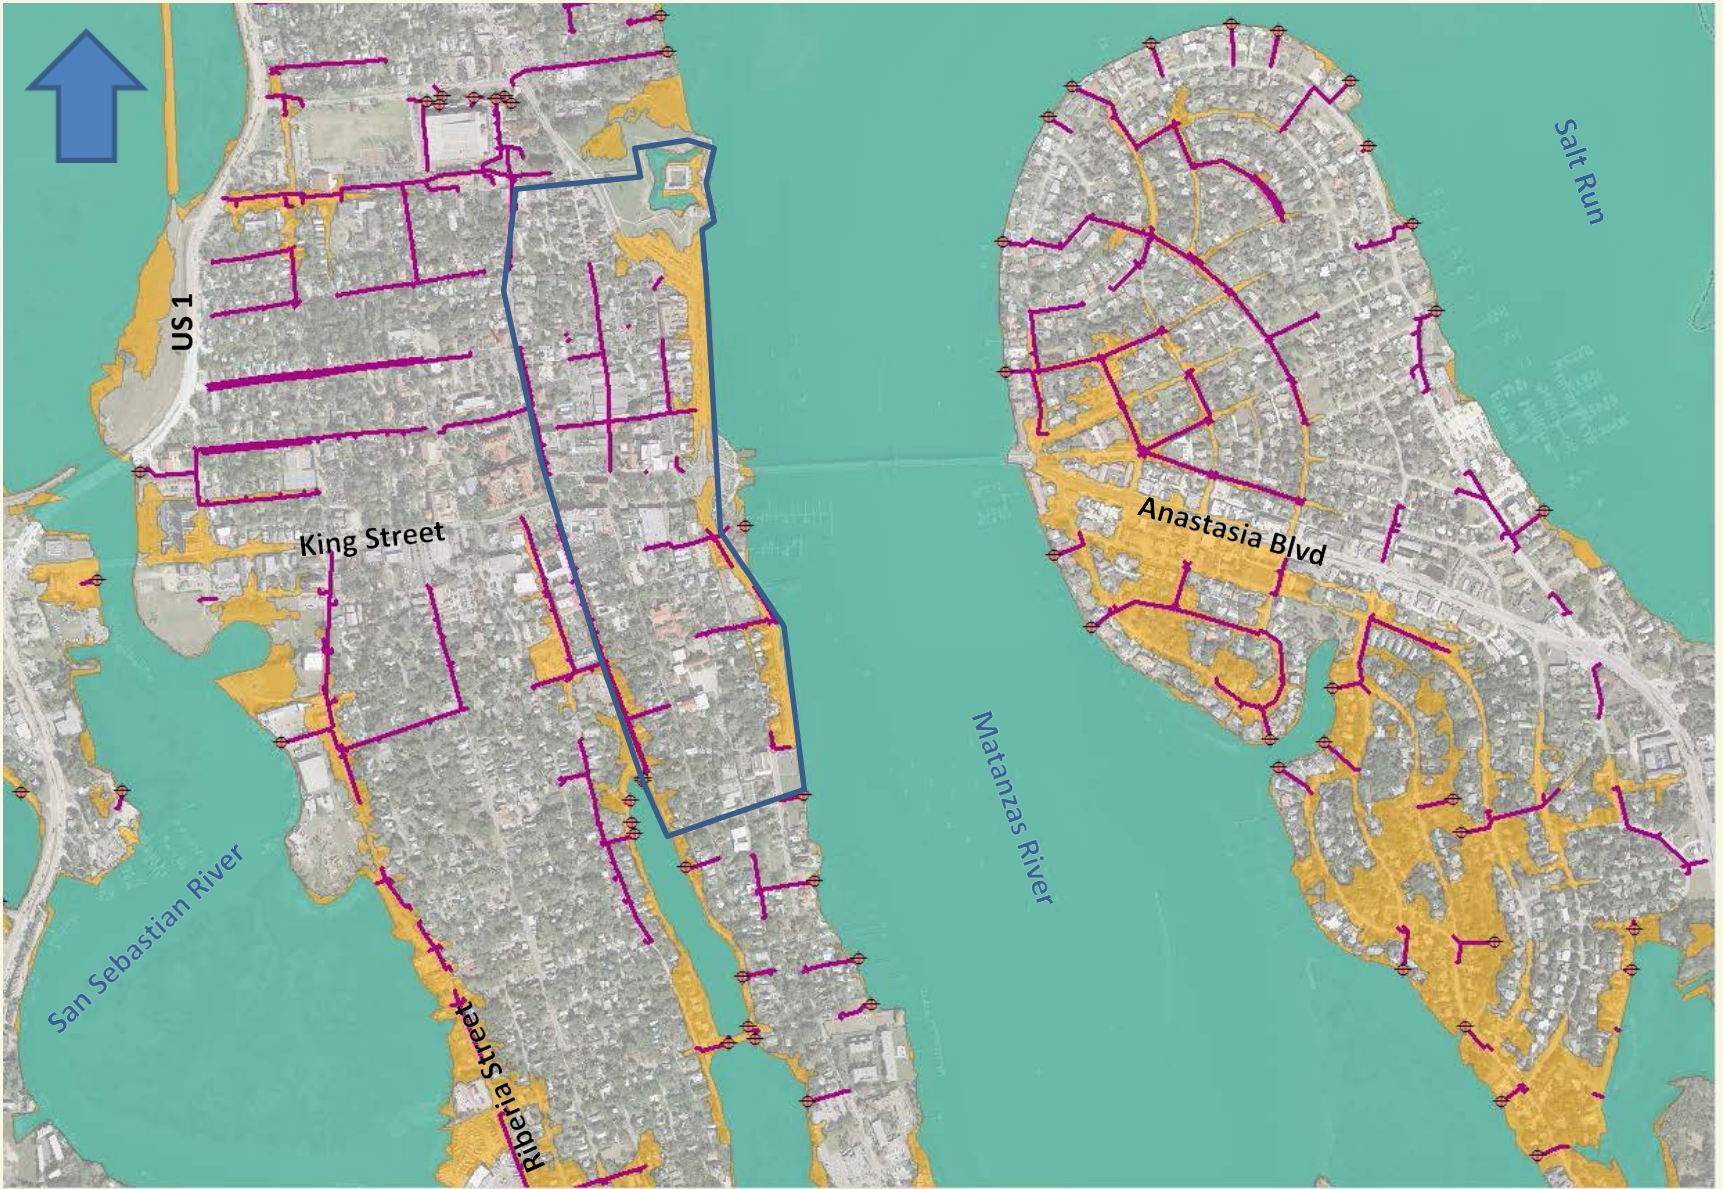 Salt Run
US 1
King Street
Anastasia Blvd
Matanzas River
San Sebastian River
Riberia Street